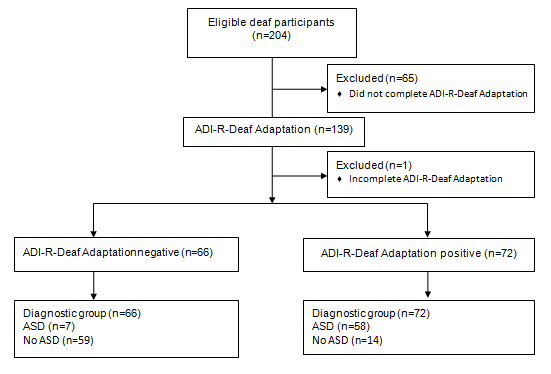 Eligible deaf participants
(n=204)
Excluded (n=65)
♦ Did not complete ADI-R-Deaf Adaptation
ADI-R-Deaf Adaptation (n=139)
Excluded (n=1)
♦ Incomplete ADI-R-Deaf Adaptation
ADI-R-Deaf Adaptationnegative (n=66)
ADI-R-Deaf Adaptation positive (n=72)
Diagnostic group (n=66)
ASD (n=7)
No ASD (n=59)
Diagnostic group (n=72)
ASD (n=58)
No ASD (n=14)